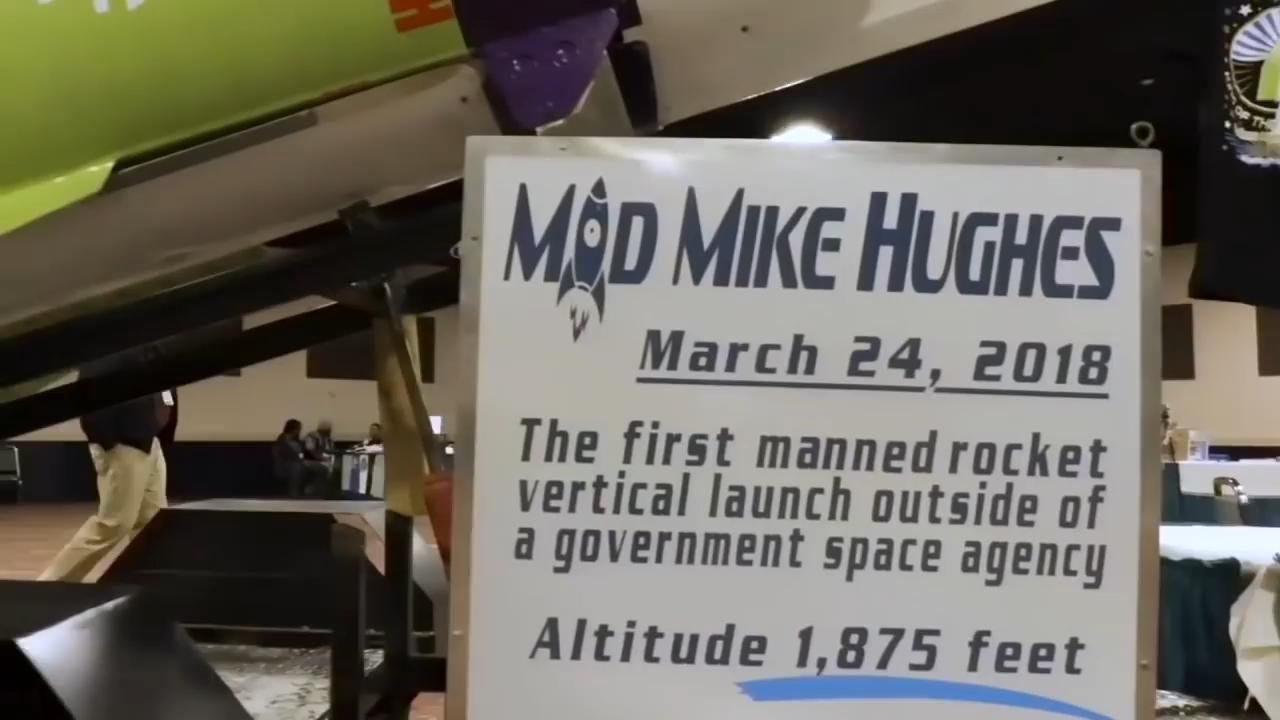 MAD MIKE HUGHES
March 24, 2018
The first manned rocket
vertical launch outside of
a government space agency
Altitude 1,875 feet